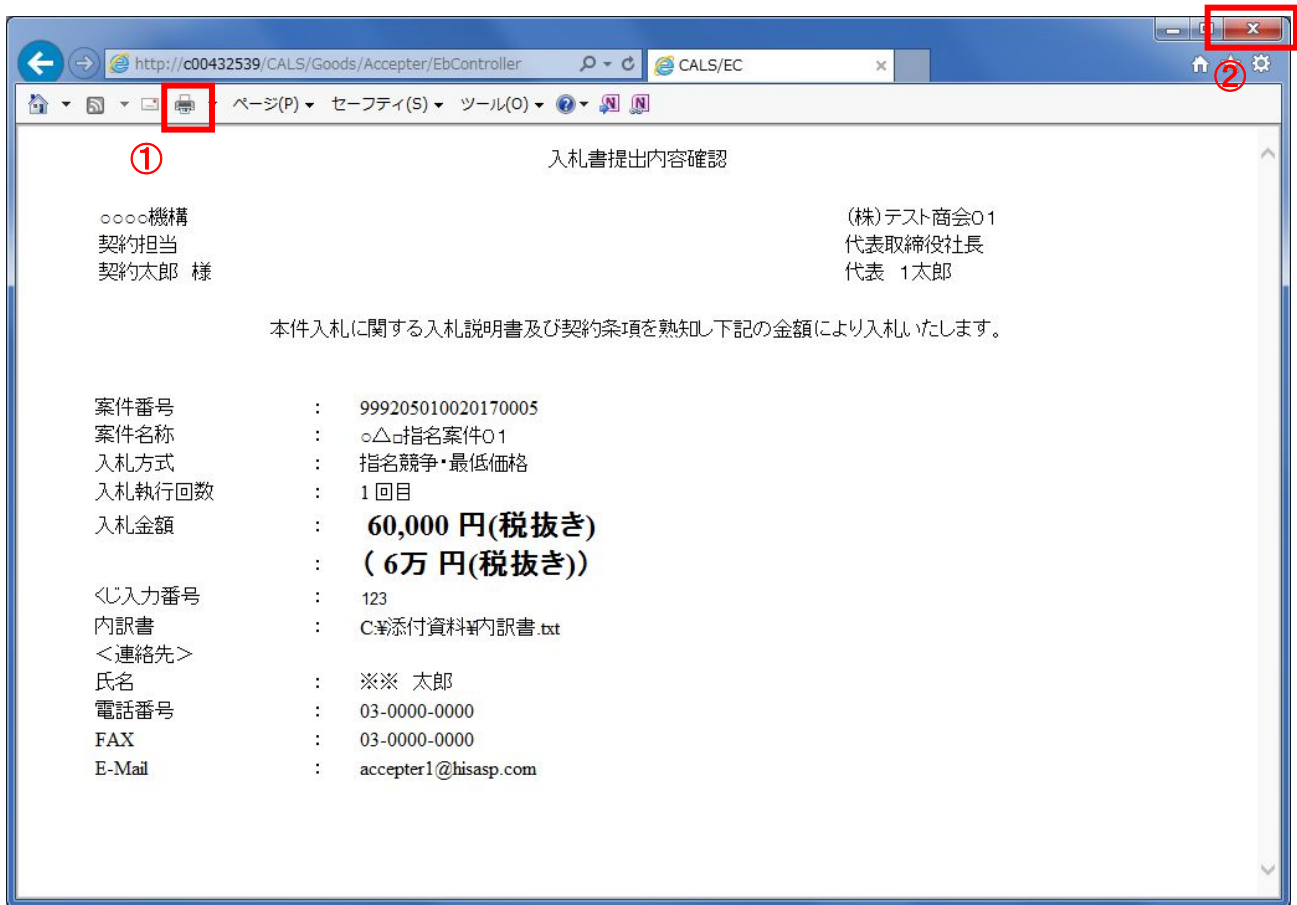 http://c00432539/CALS/Goods/Accepter/EbController CALS/EC
②
ページ(P) セーフティ(S) ツール(O)
①
入札書提出内容確認
○○○○機構
契約担当
契約太郎 様
(株)テスト商会01
代表取締役社長
代表 1太郎
本件入札に関する入札説明書及び契約条項を熟知し下記の金額により入札いたします。
案件番号 : 999205010020170005
案件名称 : ○△□指名案件01
入札方式 : 指名競争・最低価格
入札執行回数 : 1回目
入札金額 : 60,000 円(税抜き)
: ( 6万 円(税抜き))
くじ入力番号 : 123
内訳書 : C:¥添付資料¥内訳書.txt
<連絡先>
氏名 : ※※ 太郎
電話番号 : 03-0000-0000
FAX : 03-0000-0000
E-Mail : accepter1@hisasp.com